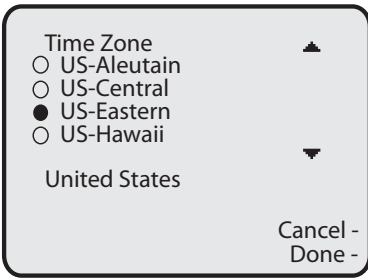 Time Zone
US-Aleutain
US-Central
US-Eastern
US-Hawaii
United States
Cancel -
Done -